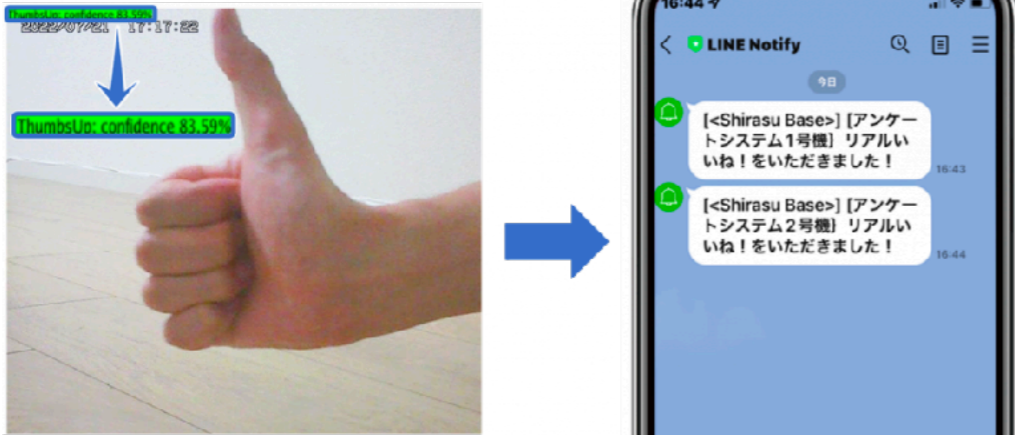 ThumbsUp: confidence 83.59%
2022/07/21 17:17:22
ThumbsUp: confidence 83.59%
16:44
LINE Notify
今日
[<Shirasu Base>] [アンケー
トシステム1号機] リアルい
いね！をいただきました！
16:43
[<Shirasu Base>] [アンケー
トシステム2号機] リアルい
いね！をいただきました！
16:44